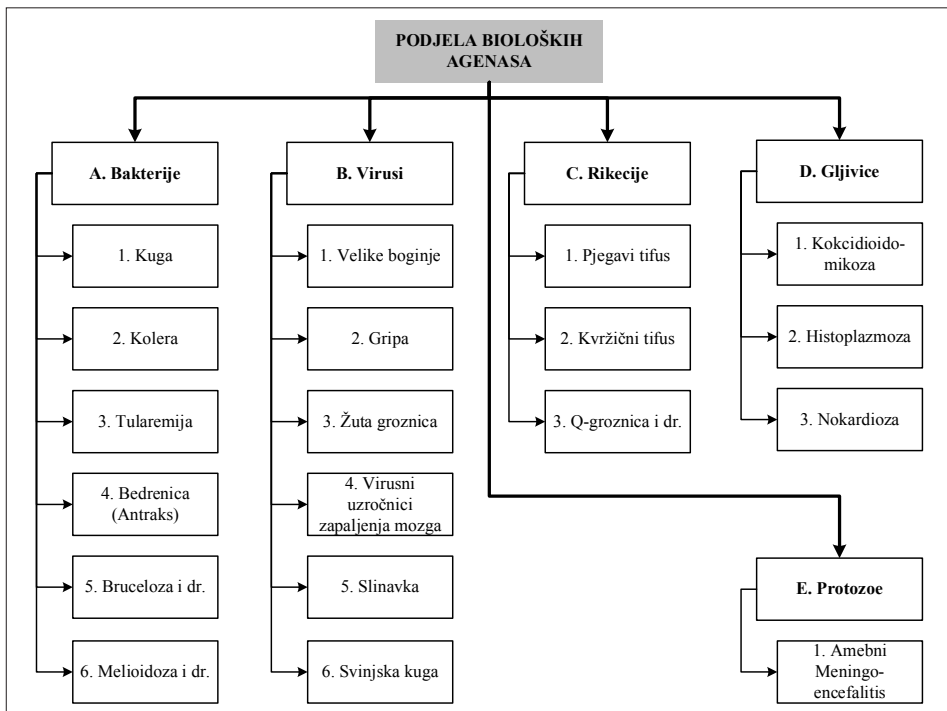 PODJELA BIOLOŠKIH
AGENASA
A. Bakterije
1. Kuga
2. Kolera
3. Tularemija
4. Bedrenica
(Antraks)
5. Bruceloza i dr.
6. Melioidoza i dr.
B. Virusi
1. Velike boginje
2. Gripa
3. Žuta groznica
4. Virusni
uzročnici
zapaljenja mozga
5. Slinavka
6. Svinjska kuga
C. Rikecije
1. Pjegavi tifus
2. Kvržični tifus
3. Q-groznica i dr.
D. Gljivice
1. Kokcidioido-
mikoza
2. Histoplazmoza
3. Nokardioza
E. Protozoe
1. Amebni
Meningo-
encefalitis